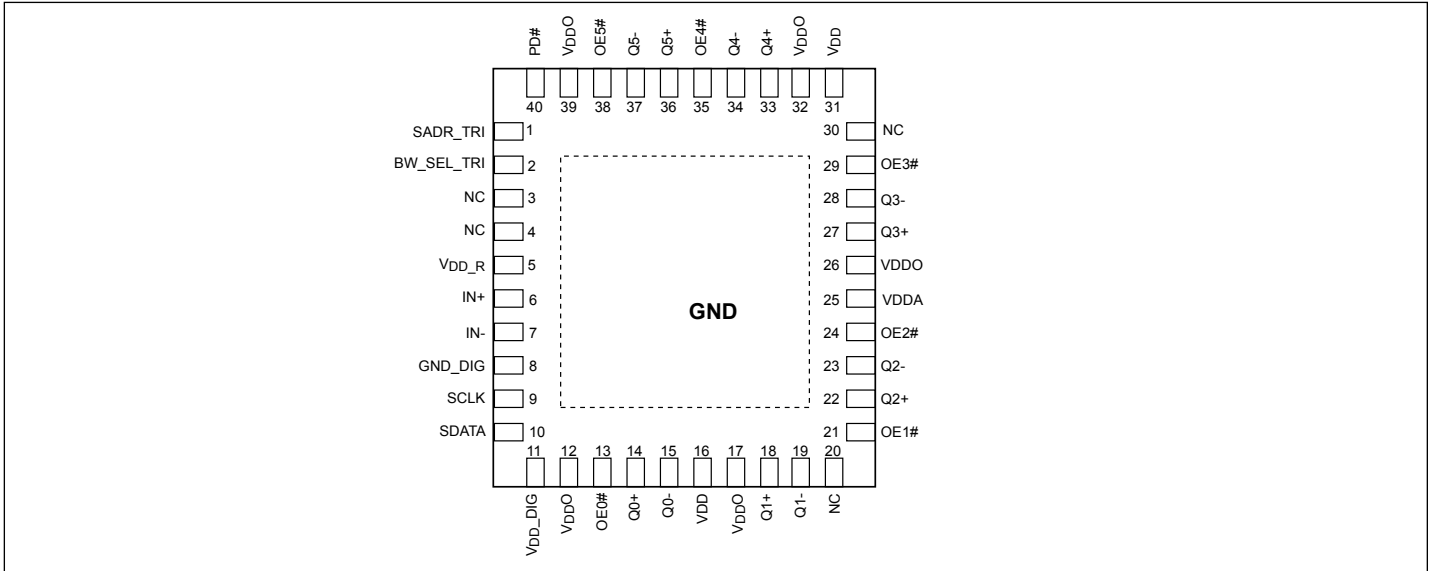 PD# VDDO OE5# Q5- Q5+ OE4# Q4- Q4+ VDDO VDD
40 39 38 37 36 35 34 33 32 31
SADR_TRI 1 30 NC
BW_SEL_TRI 2 29 OE3#
NC 3 28 Q3-
NC 4 27 Q3+
VDD_R 5 26 VDDO
IN+ 6 25 VDDA
GND
IN- 7 24 OE2#
GND_DIG 8 23 Q2-
SCLK 9 22 Q2+
SDATA 10 21 OE1#
11 12 13 14 15 16 17 18 19 20
VDD_DIG VDDO OE0# Q0+ Q0- VDD VDDO Q1+ Q1- NC